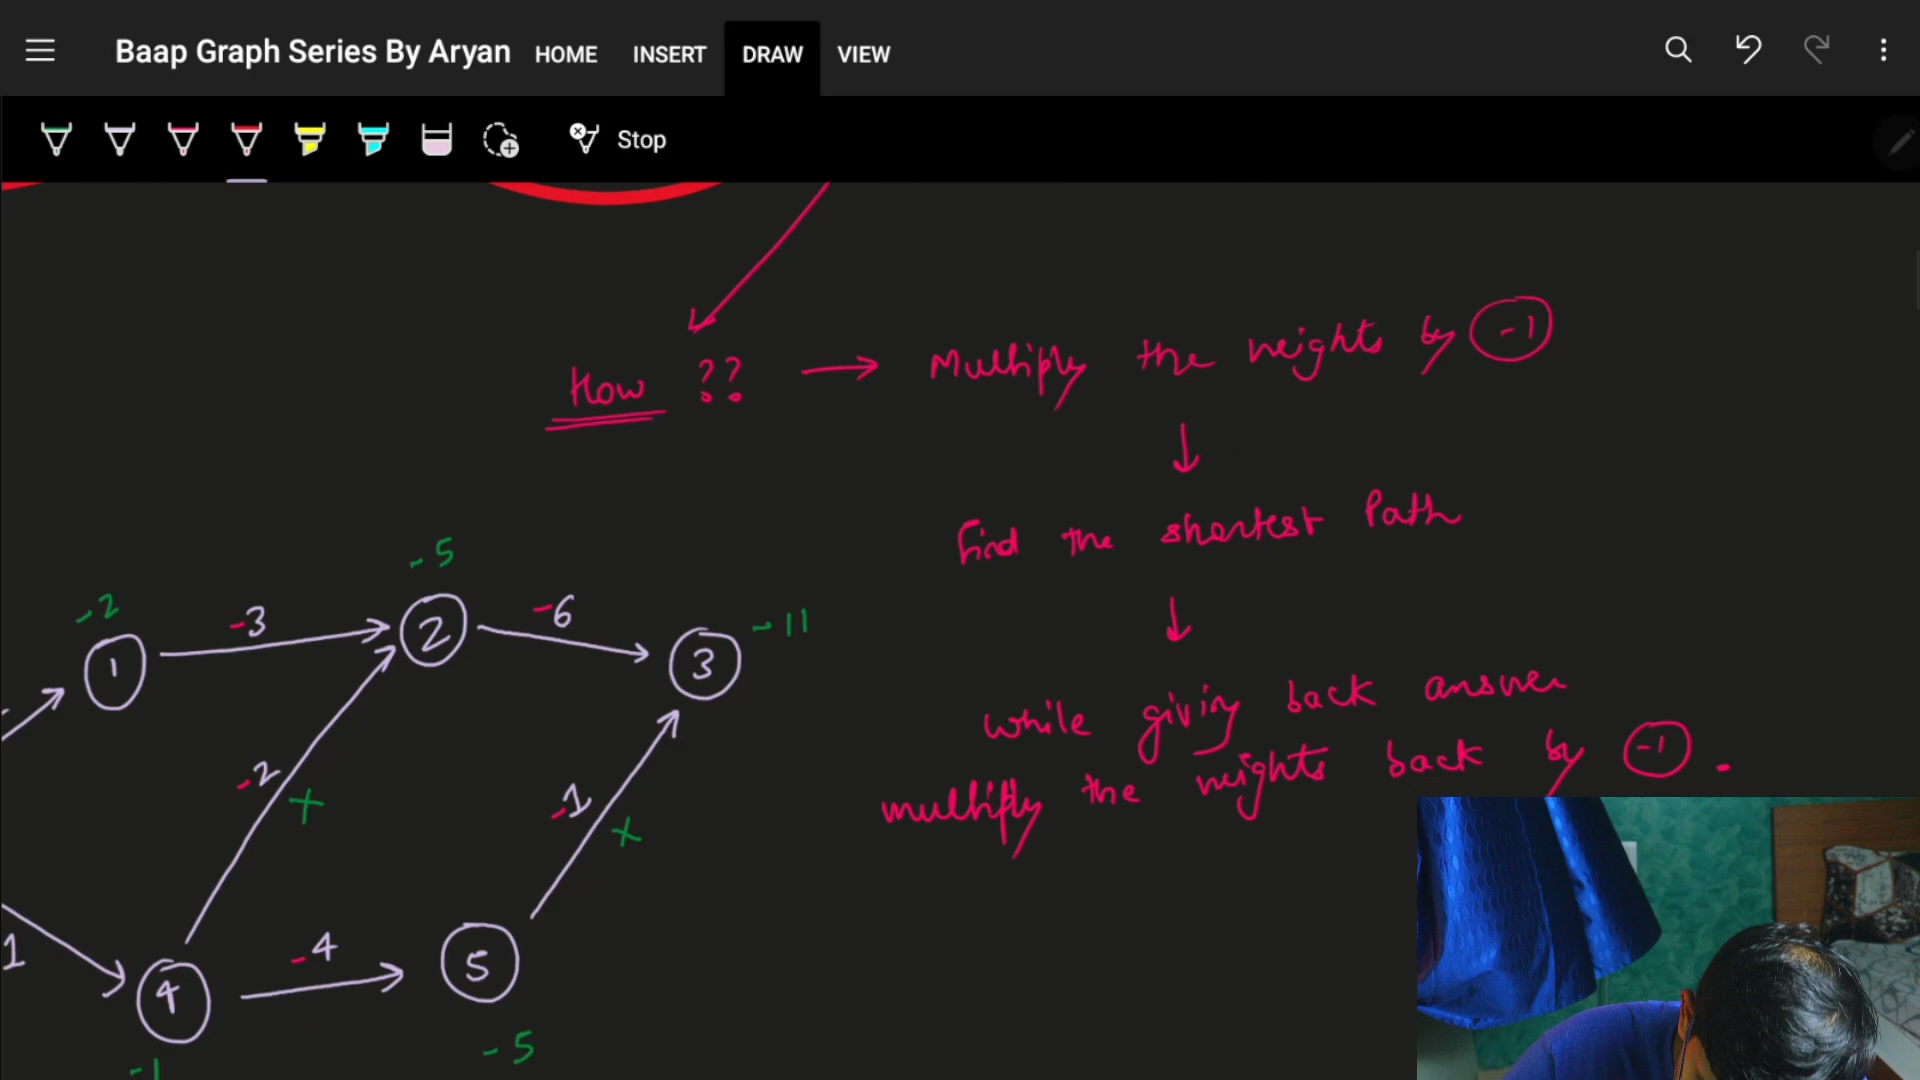 Baap Graph Series By Aryan HOME INSERT DRAW VIEW
Stop
How ?? → Multiply the weights by -1
↓
Find the shortest Path
↓
while giving back answer
multiply the weights back by -1 .
-5
-2 -3 2 -6 -11
1 3
-2 +
-1 +
1 4 -4 5
-1 -5